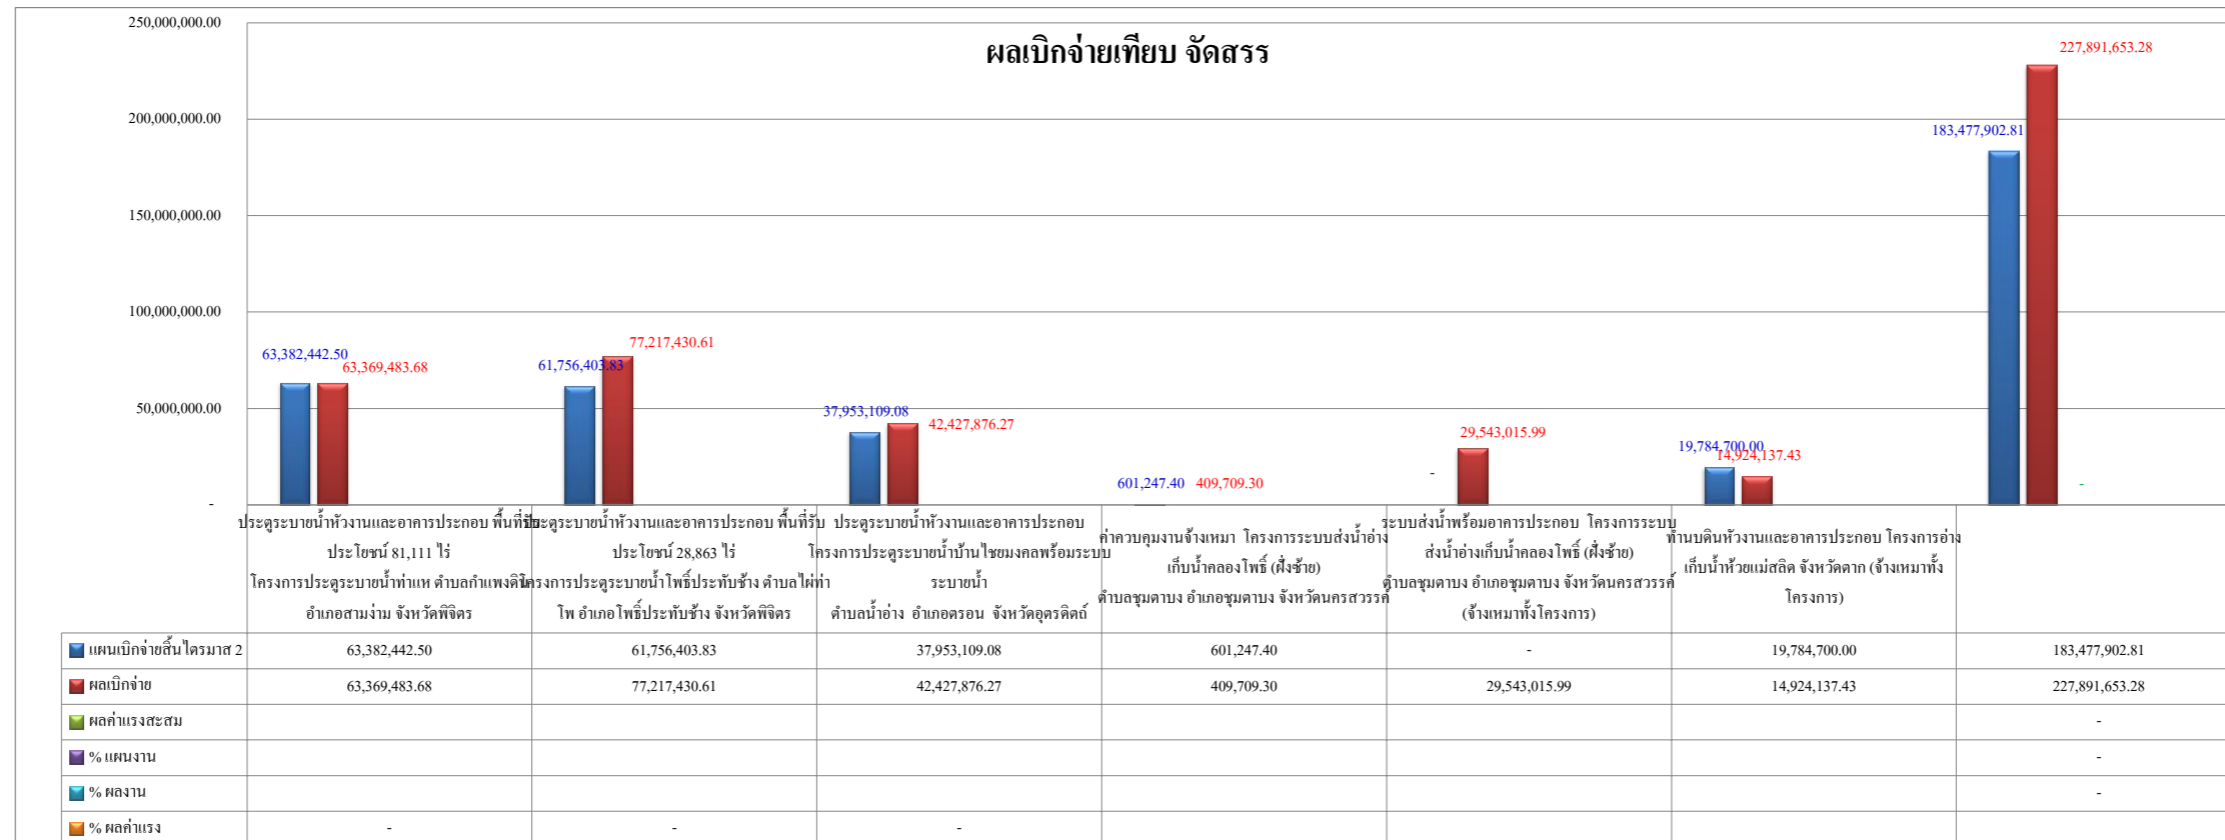 ผลเบิกจ่ายเทียบ จัดสรร
250,000,000.00
200,000,000.00
150,000,000.00
100,000,000.00
50,000,000.00
-
63,382,442.50
63,369,483.68
61,756,403.83
77,217,430.61
37,953,109.08
42,427,876.27
601,247.40
409,709.30
-
29,543,015.99
19,784,700.00
14,924,137.43
183,477,902.81
227,891,653.28
-
ประตูระบายน้ำหัวงานและอาคารประกอบ พื้นที่รับ
ประโยชน์ 81,111 ไร่
โครงการประตูระบายน้ำท่าแห ตำบลกำแพงดิน
อำเภอสามง่าม จังหวัดพิจิตร
ประตูระบายน้ำหัวงานและอาคารประกอบ พื้นที่รับ
ประโยชน์ 28,863 ไร่
โครงการประตูระบายน้ำโพธิ์ประทับช้าง ตำบลไผ่ท่า
โพ อำเภอโพธิ์ประทับช้าง จังหวัดพิจิตร
ประตูระบายน้ำหัวงานและอาคารประกอบ
โครงการประตูระบายน้ำบ้านไชยมงคลพร้อมระบบ
ระบายน้ำ
ตำบลน้ำอ่าง อำเภอตรอน จังหวัดอุตรดิตถ์
ค่าควบคุมงานจ้างเหมา โครงการระบบส่งน้ำอ่าง
เก็บน้ำคลองโพธิ์ (ฝั่งซ้าย)
ตำบลชุมตาบง อำเภอชุมตาบง จังหวัดนครสวรรค์
ระบบส่งน้ำพร้อมอาคารประกอบ โครงการระบบ
ส่งน้ำอ่างเก็บน้ำคลองโพธิ์ (ฝั่งซ้าย)
ตำบลชุมตาบง อำเภอชุมตาบง จังหวัดนครสวรรค์
(จ้างเหมาทั้งโครงการ)
ทำนบดินหัวงานและอาคารประกอบ โครงการอ่าง
เก็บน้ำห้วยแม่สลิด จังหวัดตาก (จ้างเหมาทั้ง
โครงการ)
แผนเบิกจ่ายสิ้นไตรมาส 2 63,382,442.50 61,756,403.83 37,953,109.08 601,247.40 - 19,784,700.00 183,477,902.81
ผลเบิกจ่าย 63,369,483.68 77,217,430.61 42,427,876.27 409,709.30 29,543,015.99 14,924,137.43 227,891,653.28
ผลค่าแรงสะสม -
% แผนงาน -
% ผลงาน -
% ผลค่าแรง - - -